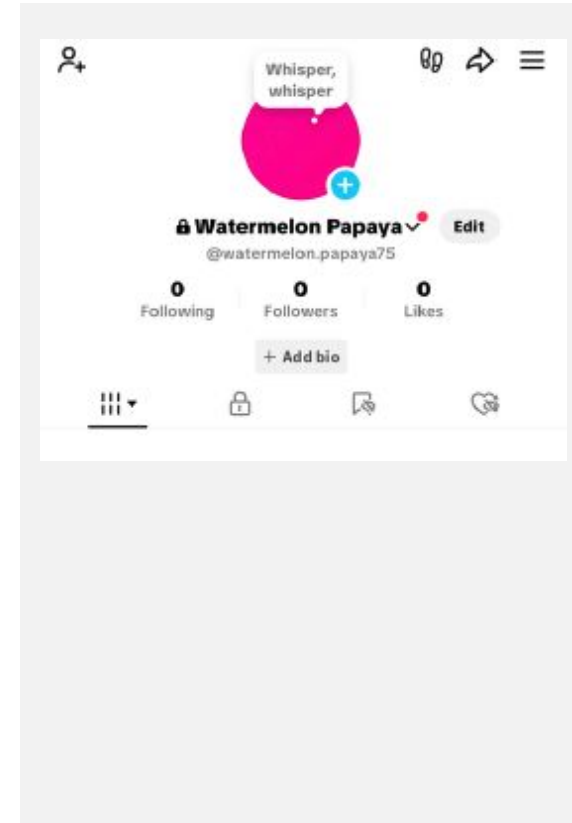 Whisper,
whisper
Watermelon Papaya
Edit
@watermelon.papaya75
0 0 0
Following Followers Likes
+ Add bio